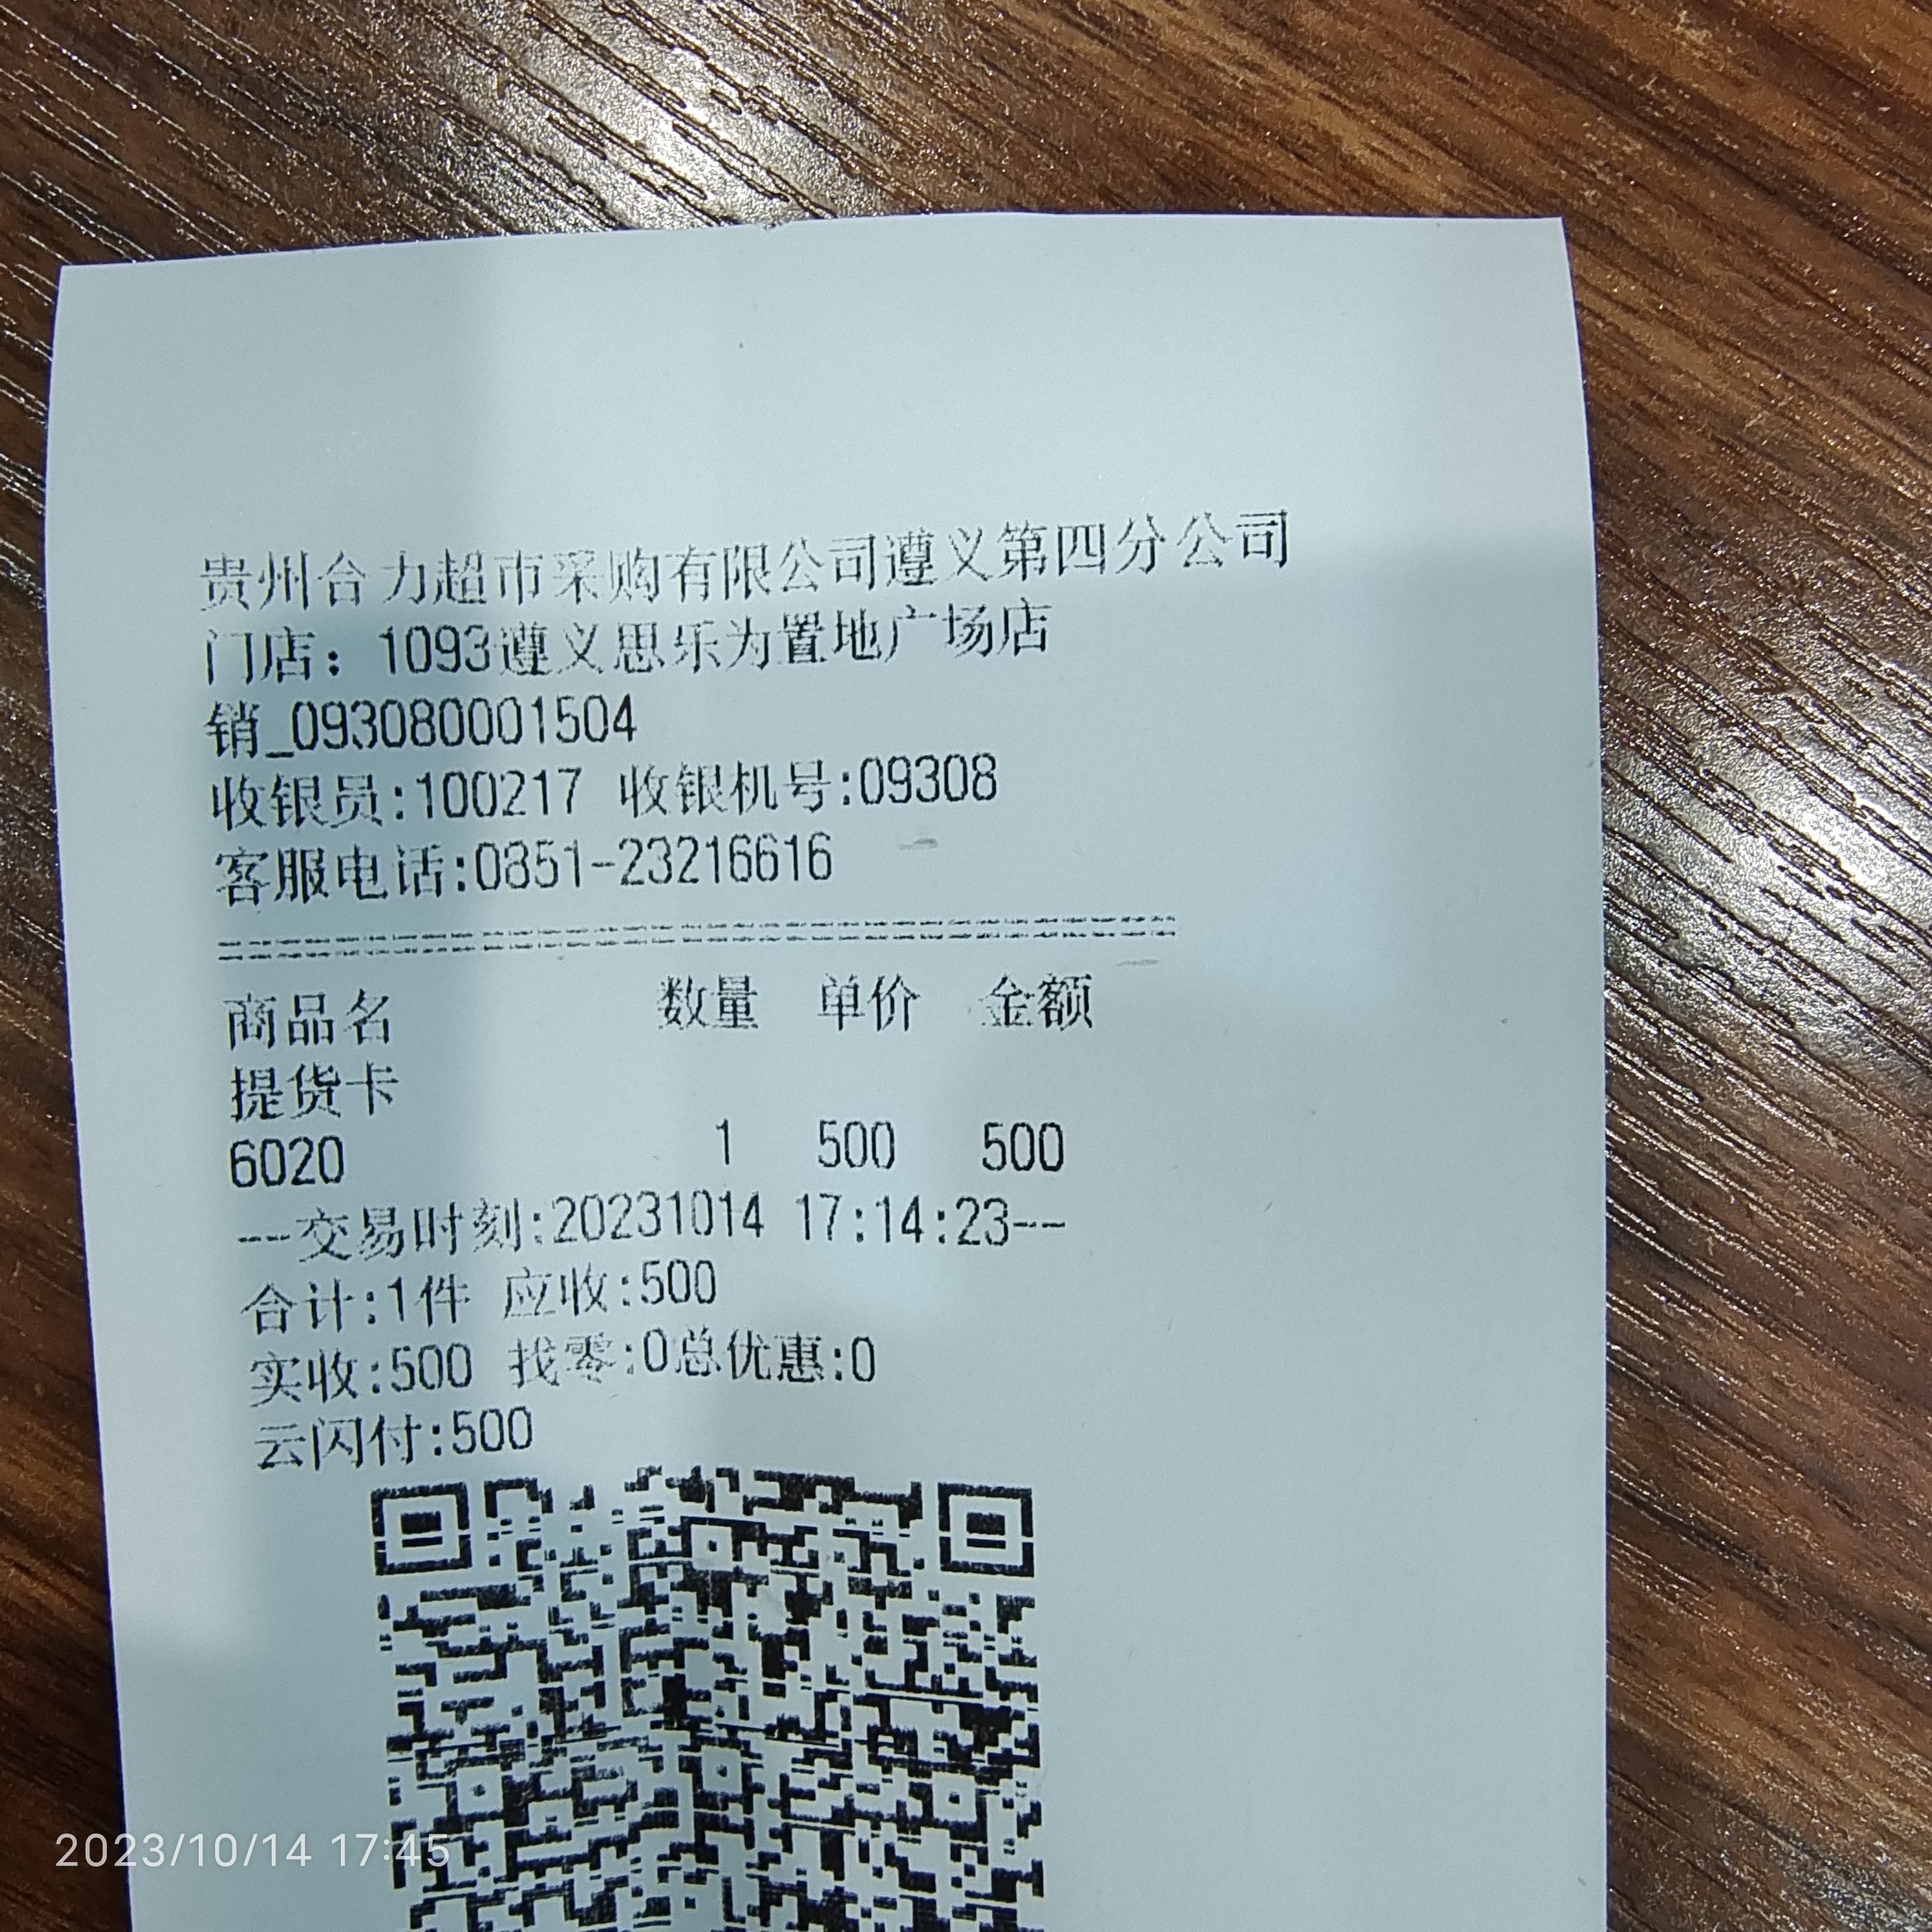 贵州合力超市采购有限公司遵义第四分公司
门店：1093遵义思乐为置地广场店
销_093080001504
收银员:100217 收银机号:09308
客服电话:0851-23216616
================================
商品名 数量 单价 金额
提货卡
6020 1 500 500
--交易时刻:20231014 17:14:23--
合计:1件 应收:500
实收:500 找零:0总优惠:0
云闪付:500
2023/10/14 17:45